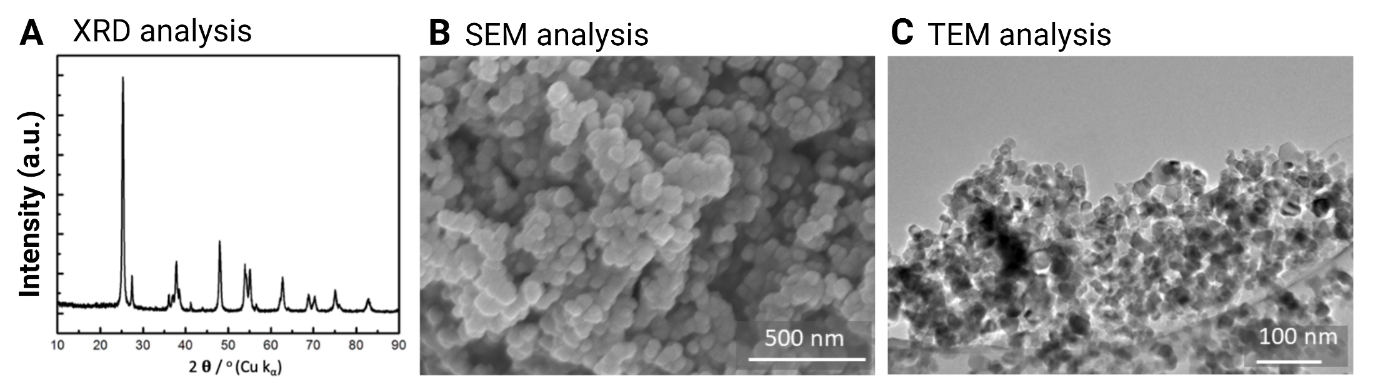 A XRD analysis
Intensity (a.u.)
10 20 30 40 50 60 70 80 90
2 θ / ° (Cu kα)
B SEM analysis
500 nm
C TEM analysis
100 nm